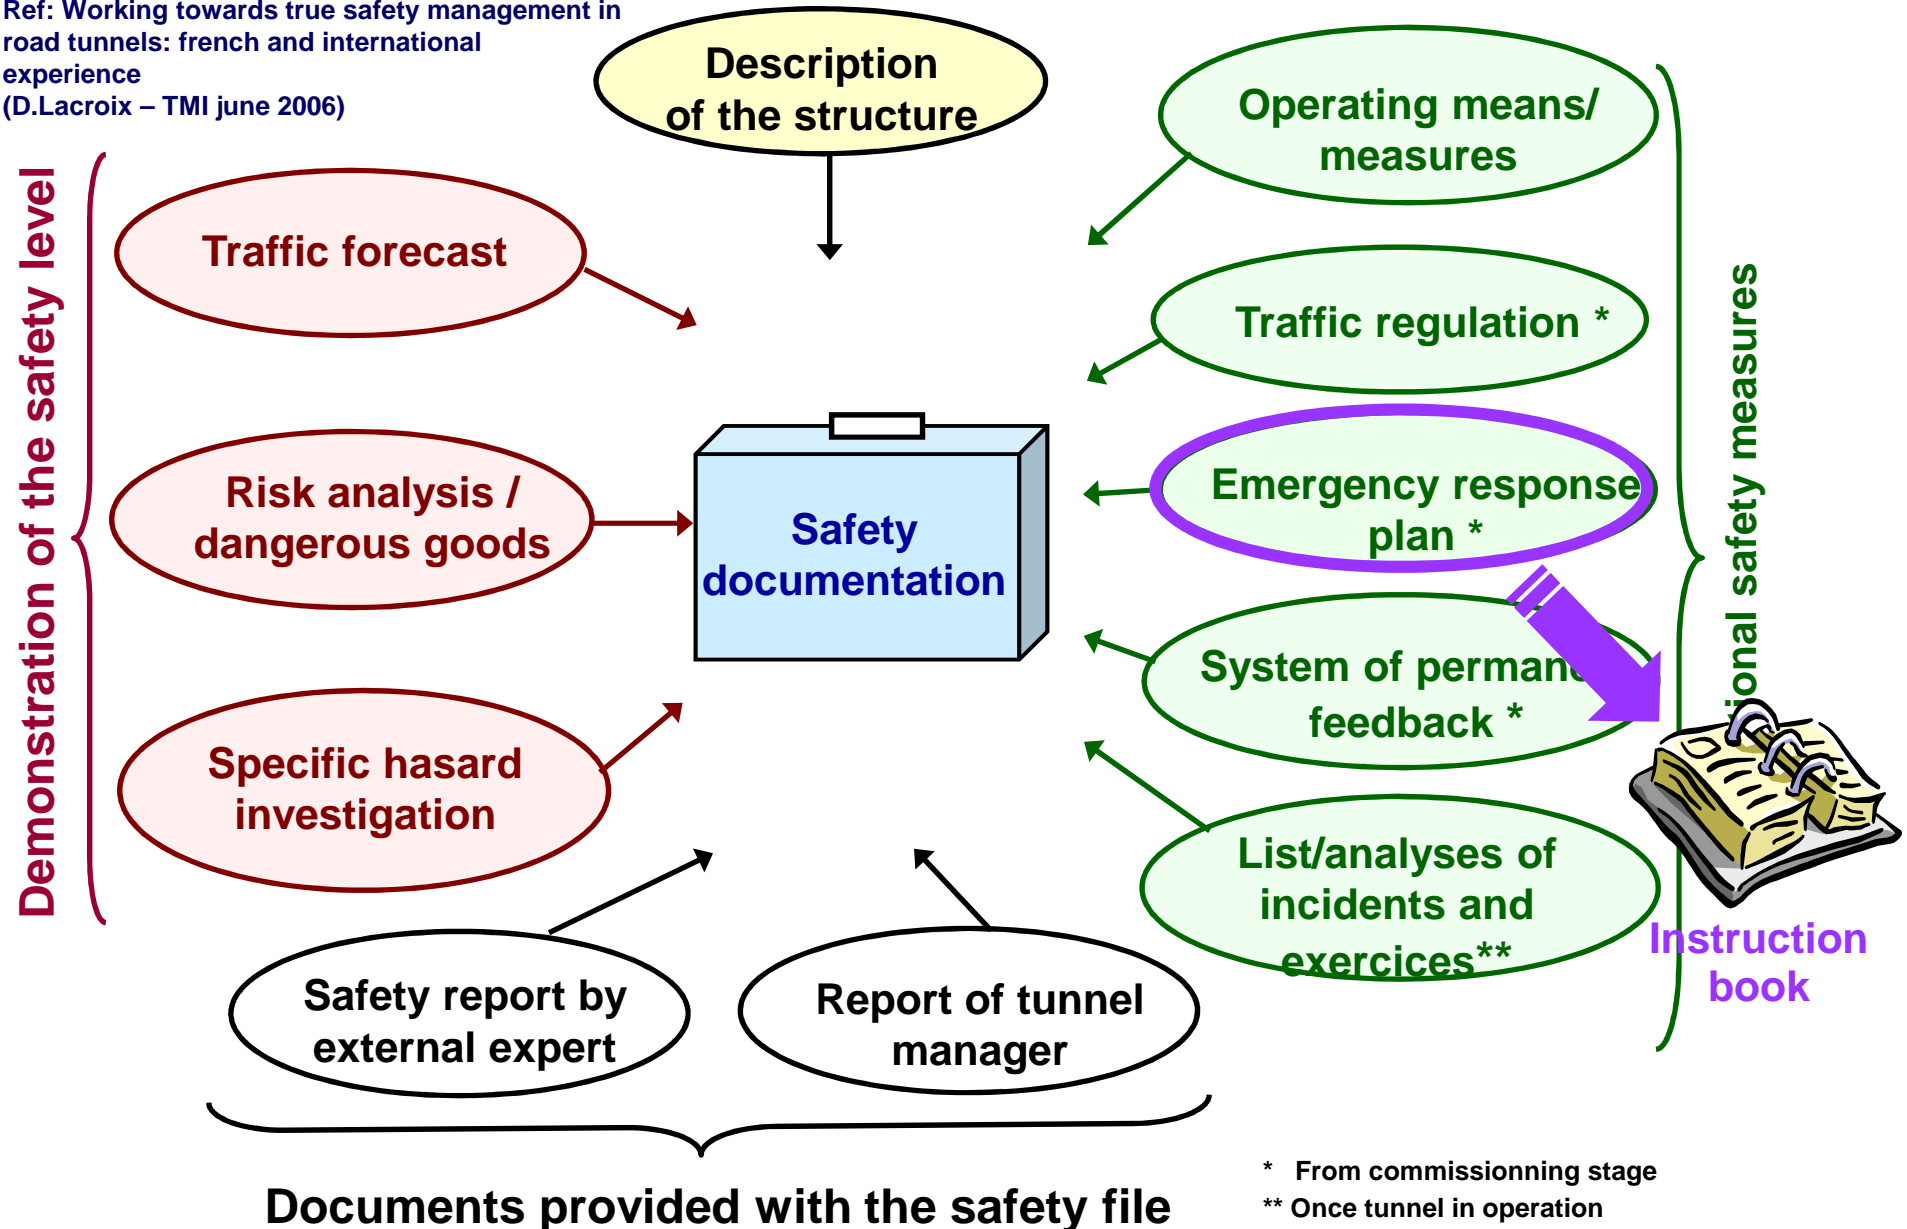 Ref: Working towards true safety management in
road tunnels: french and international
experience
(D.Lacroix – TMI june 2006)
Description
of the structure
Operating means/
measures
Demonstration of the safety level
Traffic forecast
Traffic regulation *
Risk analysis /
dangerous goods
Safety
documentation
Emergency response
plan *
safety measures
System of
feedback *
Specific hasard
investigation
List/analyses of
incidents and
exercices**
Instruction
book
Safety report by
external expert
Report of tunnel
manager
Documents provided with the safety file
* From commissionning stage
** Once tunnel in operation